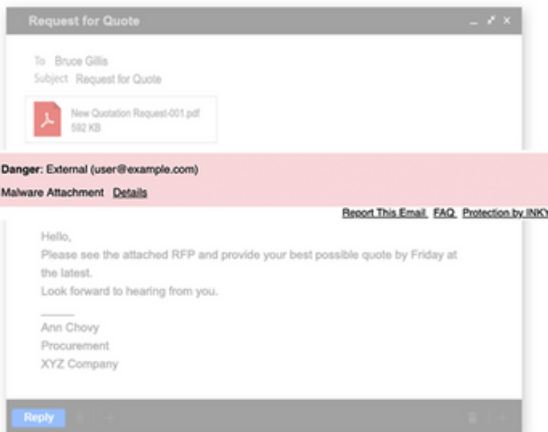 Request for Quote
To Bruce Gillis
Subject Request for Quote
New Quotation Request-001.pdf
592 KB
Danger: External (user@example.com)
Malware Attachment Details
Report This Email FAQ Protection by INKY
Hello,
Please see the attached RFP and provide your best possible quote by Friday at
the latest.
Look forward to hearing from you.
Ann Chovy
Procurement
XYZ Company
Reply